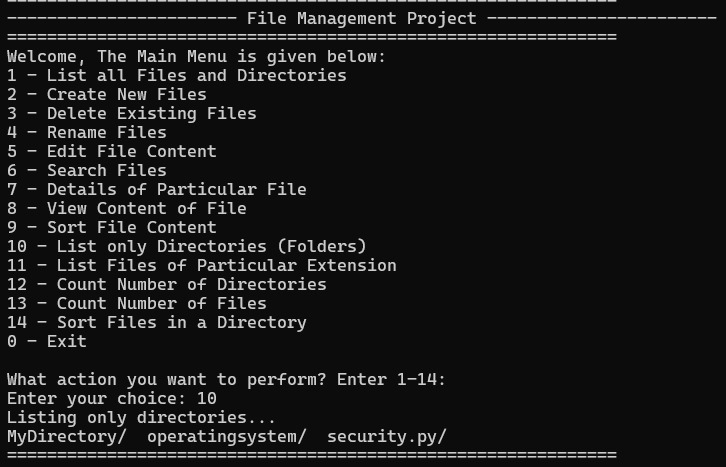 ============================================================
----------------------- File Management Project -----------------------
=============================================================
Welcome, The Main Menu is given below:
1 - List all Files and Directories
2 - Create New Files
3 - Delete Existing Files
4 - Rename Files
5 - Edit File Content
6 - Search Files
7 - Details of Particular File
8 - View Content of File
9 - Sort File Content
10 - List only Directories (Folders)
11 - List Files of Particular Extension
12 - Count Number of Directories
13 - Count Number of Files
14 - Sort Files in a Directory
0 - Exit
What action you want to perform? Enter 1-14:
Enter your choice: 10
Listing only directories...
MyDirectory/  operatingsystem/  security.py/
=============================================================